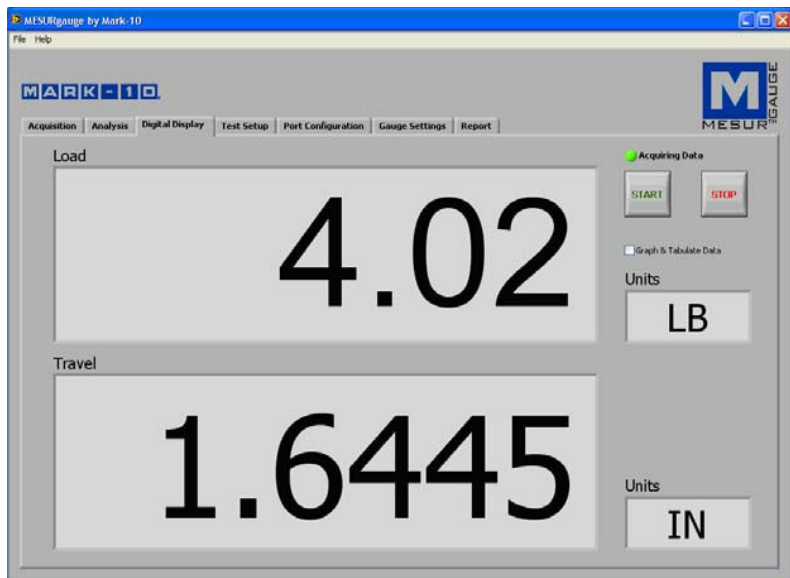 MESURgauge by Mark-10
File Help
MARK-10
M
MESUR GAUGE
Acquisition Analysis Digital Display Test Setup Port Configuration Gauge Settings Report
Load
4.02
Acquiring Data
START STOP
Graph & Tabulate Data
Units
LB
Travel
1.6445
Units
IN